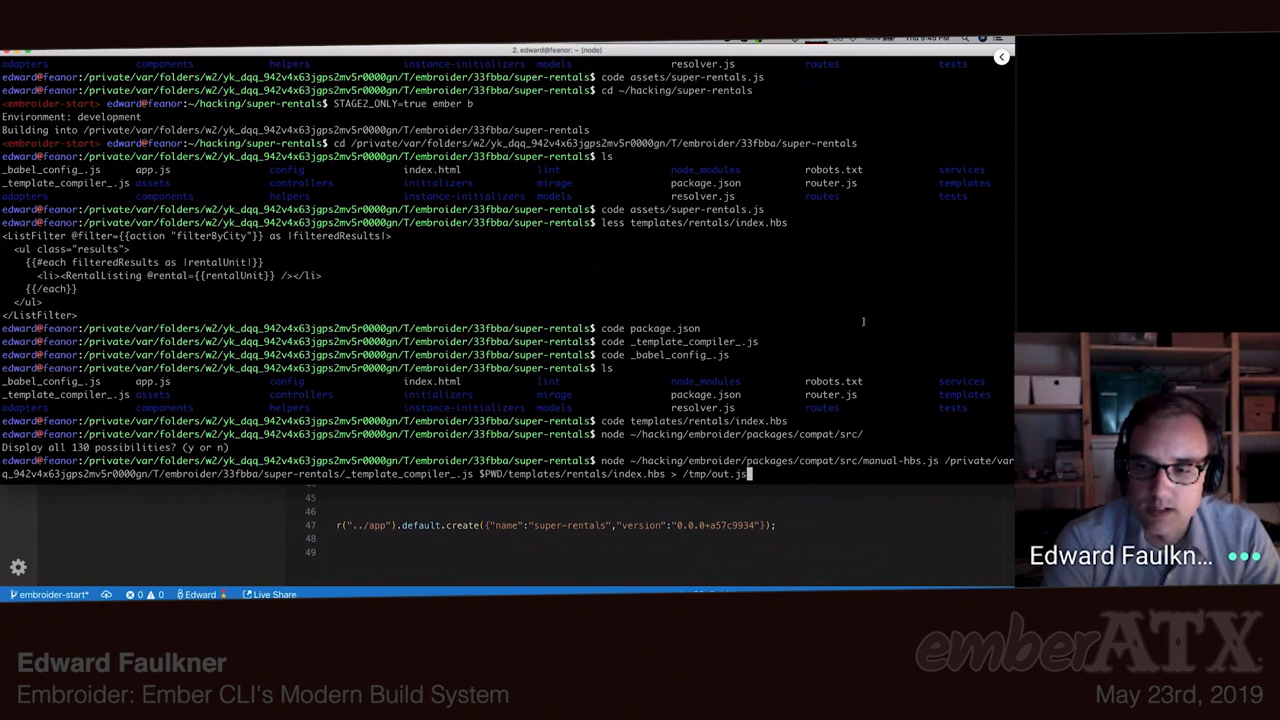 2. edward@feanor: ~ (node)
adapters components helpers instance-initializers models resolver.js routes tests
edward@feanor:/private/var/folders/w2/yk_dqq_942v4x63jgps2mv5r0000gn/T/embroider/33fbba/super-rentals$ code assets/super-rentals.js
edward@feanor:/private/var/folders/w2/yk_dqq_942v4x63jgps2mv5r0000gn/T/embroider/33fbba/super-rentals$ cd ~/hacking/super-rentals
<embroider-start> edward@feanor:~/hacking/super-rentals$ STAGE2_ONLY=true ember b
Environment: development
Building into /private/var/folders/w2/yk_dqq_942v4x63jgps2mv5r0000gn/T/embroider/33fbba/super-rentals
<embroider-start> edward@feanor:~/hacking/super-rentals$ cd /private/var/folders/w2/yk_dqq_942v4x63jgps2mv5r0000gn/T/embroider/33fbba/super-rentals
edward@feanor:/private/var/folders/w2/yk_dqq_942v4x63jgps2mv5r0000gn/T/embroider/33fbba/super-rentals$ ls
_babel_config_.js app.js config index.html lint node_modules robots.txt services
_template_compiler_.js assets controllers initializers mirage package.json router.js templates
adapters components helpers instance-initializers models resolver.js routes tests
edward@feanor:/private/var/folders/w2/yk_dqq_942v4x63jgps2mv5r0000gn/T/embroider/33fbba/super-rentals$ code assets/super-rentals.js
edward@feanor:/private/var/folders/w2/yk_dqq_942v4x63jgps2mv5r0000gn/T/embroider/33fbba/super-rentals$ less templates/rentals/index.hbs
<ListFilter @filter={{action "filterByCity"}} as |filteredResults|>
<ul class="results">
{{#each filteredResults as |rentalUnit|}}
<li><RentalListing @rental={{rentalUnit}} /></li>
{{/each}}
</ul>
</ListFilter>
edward@feanor:/private/var/folders/w2/yk_dqq_942v4x63jgps2mv5r0000gn/T/embroider/33fbba/super-rentals$ code package.json
edward@feanor:/private/var/folders/w2/yk_dqq_942v4x63jgps2mv5r0000gn/T/embroider/33fbba/super-rentals$ code _template_compiler_.js
edward@feanor:/private/var/folders/w2/yk_dqq_942v4x63jgps2mv5r0000gn/T/embroider/33fbba/super-rentals$ code _babel_config_.js
edward@feanor:/private/var/folders/w2/yk_dqq_942v4x63jgps2mv5r0000gn/T/embroider/33fbba/super-rentals$ ls
_babel_config_.js app.js config index.html lint node_modules robots.txt services
_template_compiler_.js assets controllers initializers mirage package.json router.js templates
adapters components helpers instance-initializers models resolver.js routes tests
edward@feanor:/private/var/folders/w2/yk_dqq_942v4x63jgps2mv5r0000gn/T/embroider/33fbba/super-rentals$ code templates/rentals/index.hbs
edward@feanor:/private/var/folders/w2/yk_dqq_942v4x63jgps2mv5r0000gn/T/embroider/33fbba/super-rentals$ node ~/hacking/embroider/packages/compat/src/
Display all 130 possibilities? (y or n)
edward@feanor:/private/var/folders/w2/yk_dqq_942v4x63jgps2mv5r0000gn/T/embroider/33fbba/super-rentals$ node ~/hacking/embroider/packages/compat/src/manual-hbs.js /private/var
q_942v4x63jgps2mv5r0000gn/T/embroider/33fbba/super-rentals/_template_compiler_.js $PWD/templates/rentals/index.hbs > /tmp/out.js
45
46
47 r("../app").default.create({"name":"super-rentals","version":"0.0.0+a57c9934"});
48
49
embroider-start* 0 0 Edward Live Share
Edward Faulkn...
Edward Faulkner
Embroider: Ember CLI's Modern Build System
emberATX
May 23rd, 2019